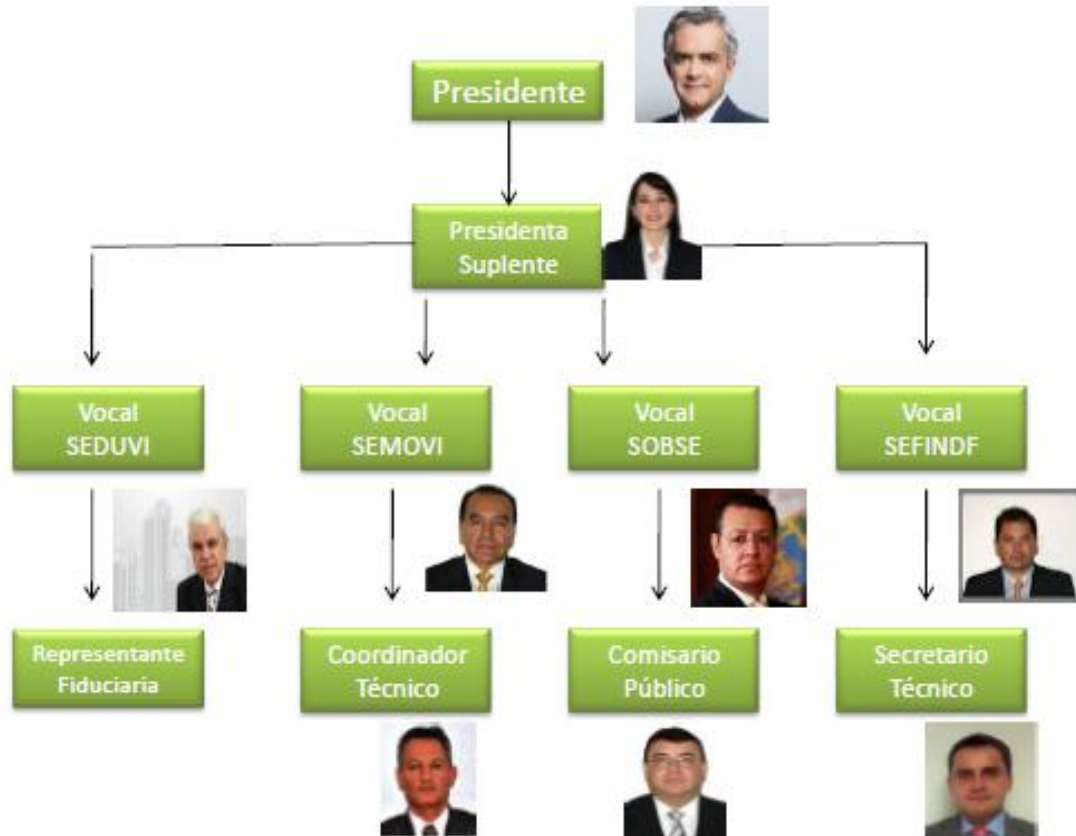 Presidente
Presidenta
Suplente
Vocal
SEDUVI
Vocal
SEMOVI
Vocal
SOBSE
Vocal
SEFINDF
Representante
Fiduciaria
Coordinador
Técnico
Comisario
Público
Secretario
Técnico